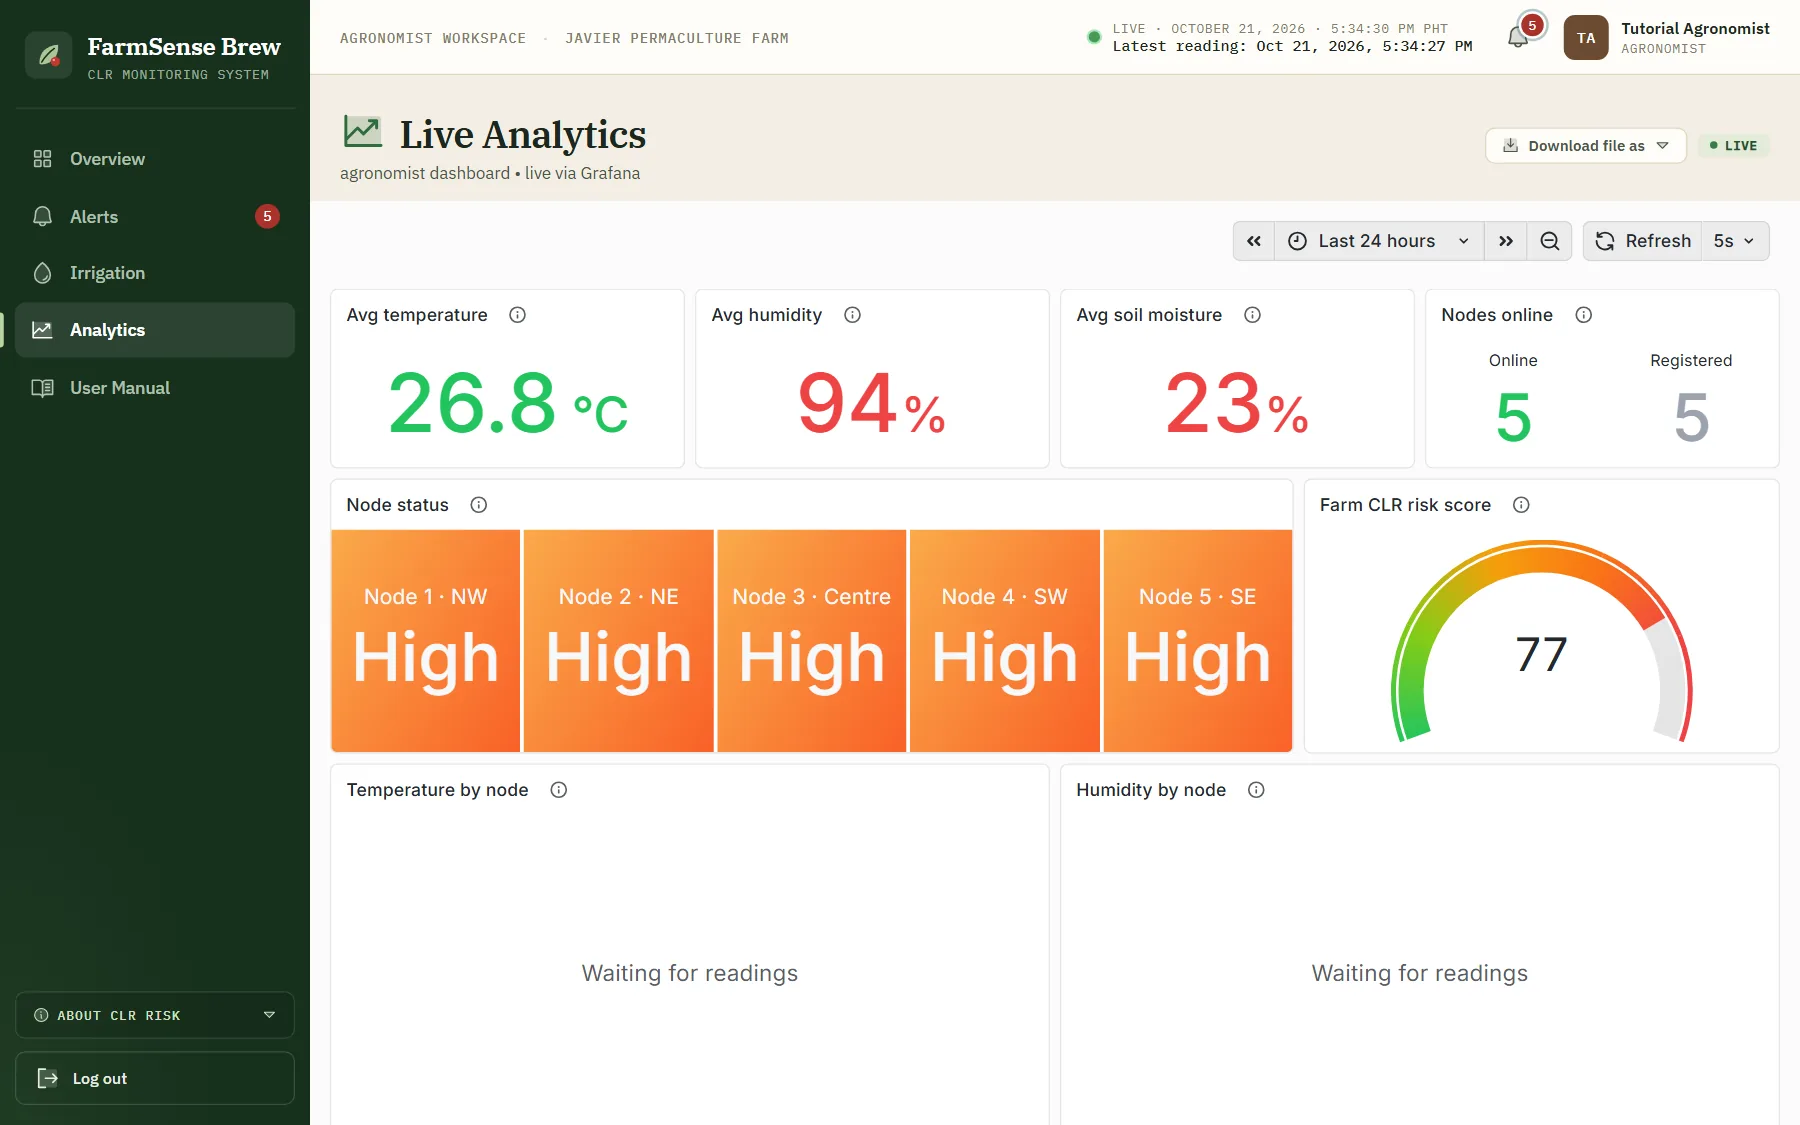 FarmSense Brew
CLR MONITORING SYSTEM
Overview
Alerts
5
Irrigation
Analytics
User Manual
ABOUT CLR RISK
Log out
AGRONOMIST WORKSPACE · JAVIER PERMACULTURE FARM
LIVE · OCTOBER 21, 2026 · 5:34:30 PM PHT
Latest reading: Oct 21, 2026, 5:34:27 PM
5
TA
Tutorial Agronomist
AGRONOMIST
Live Analytics
agronomist dashboard • live via Grafana
Download file as
LIVE
Last 24 hours
Refresh
5s
Avg temperature
26.8 °C
Avg humidity
94%
Avg soil moisture
23%
Nodes online
Online
5
Registered
5
Node status
Node 1 · NW
High
Node 2 · NE
High
Node 3 · Centre
High
Node 4 · SW
High
Node 5 · SE
High
Farm CLR risk score
77
Temperature by node
Waiting for readings
Humidity by node
Waiting for readings